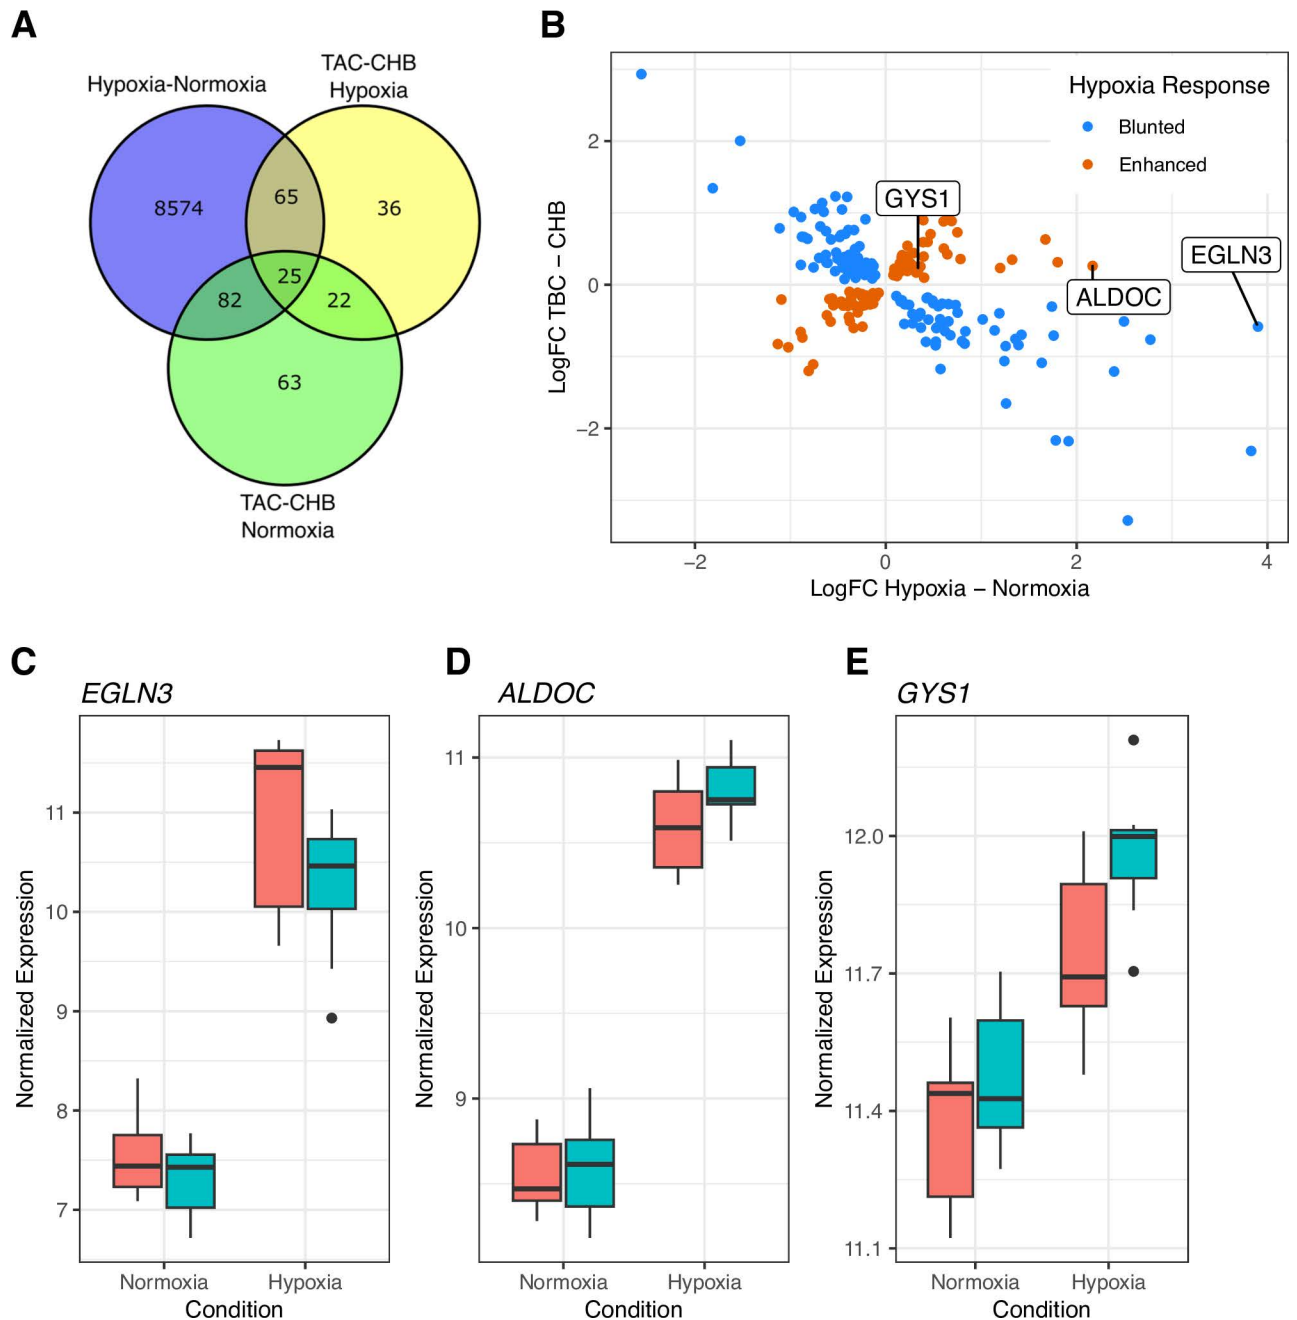 A
Hypoxia-Normoxia
TAC-CHB
Hypoxia
8574
65
36
25
82
22
63
TAC-CHB
Normoxia
B
LogFC TBC – CHB
2
0
−2
−2
0
2
4
LogFC Hypoxia – Normoxia
Hypoxia Response
Blunted
Enhanced
GYS1
EGLN3
ALDOC
C
EGLN3
Normalized Expression
11
10
9
8
7
Normoxia
Hypoxia
Condition
D
ALDOC
Normalized Expression
11
10
9
Normoxia
Hypoxia
Condition
E
GYS1
Normalized Expression
12.0
11.7
11.4
11.1
Normoxia
Hypoxia
Condition